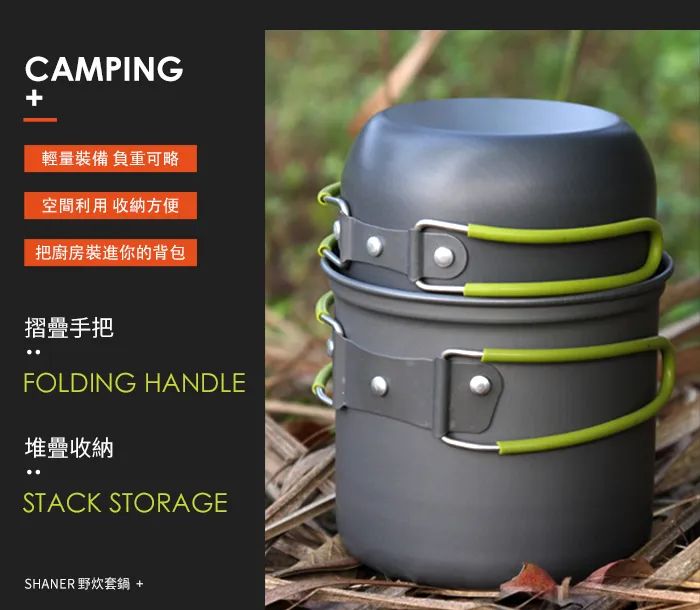 CAMPING
+
輕量裝備 負重可略
空間利用 收納方便
把廚房裝進你的背包
摺疊手把
••
FOLDING HANDLE
堆疊收納
••
STACK STORAGE
SHANER 野炊套鍋 +